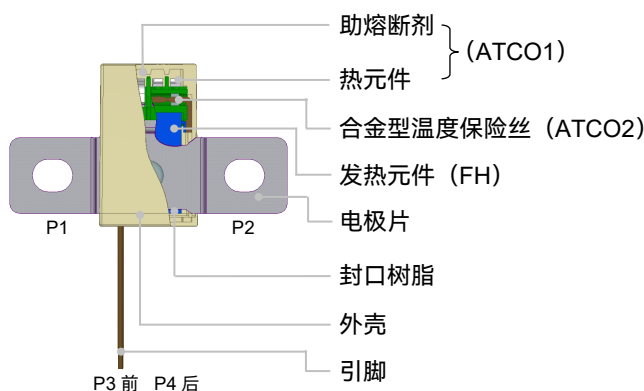 助熔断剂
(ATCO1)
热元件
合金型温度保险丝（ATCO2）
发热元件（FH）
P1
P2
电极片
封口树脂
外壳
引脚
P3 前 P4 后